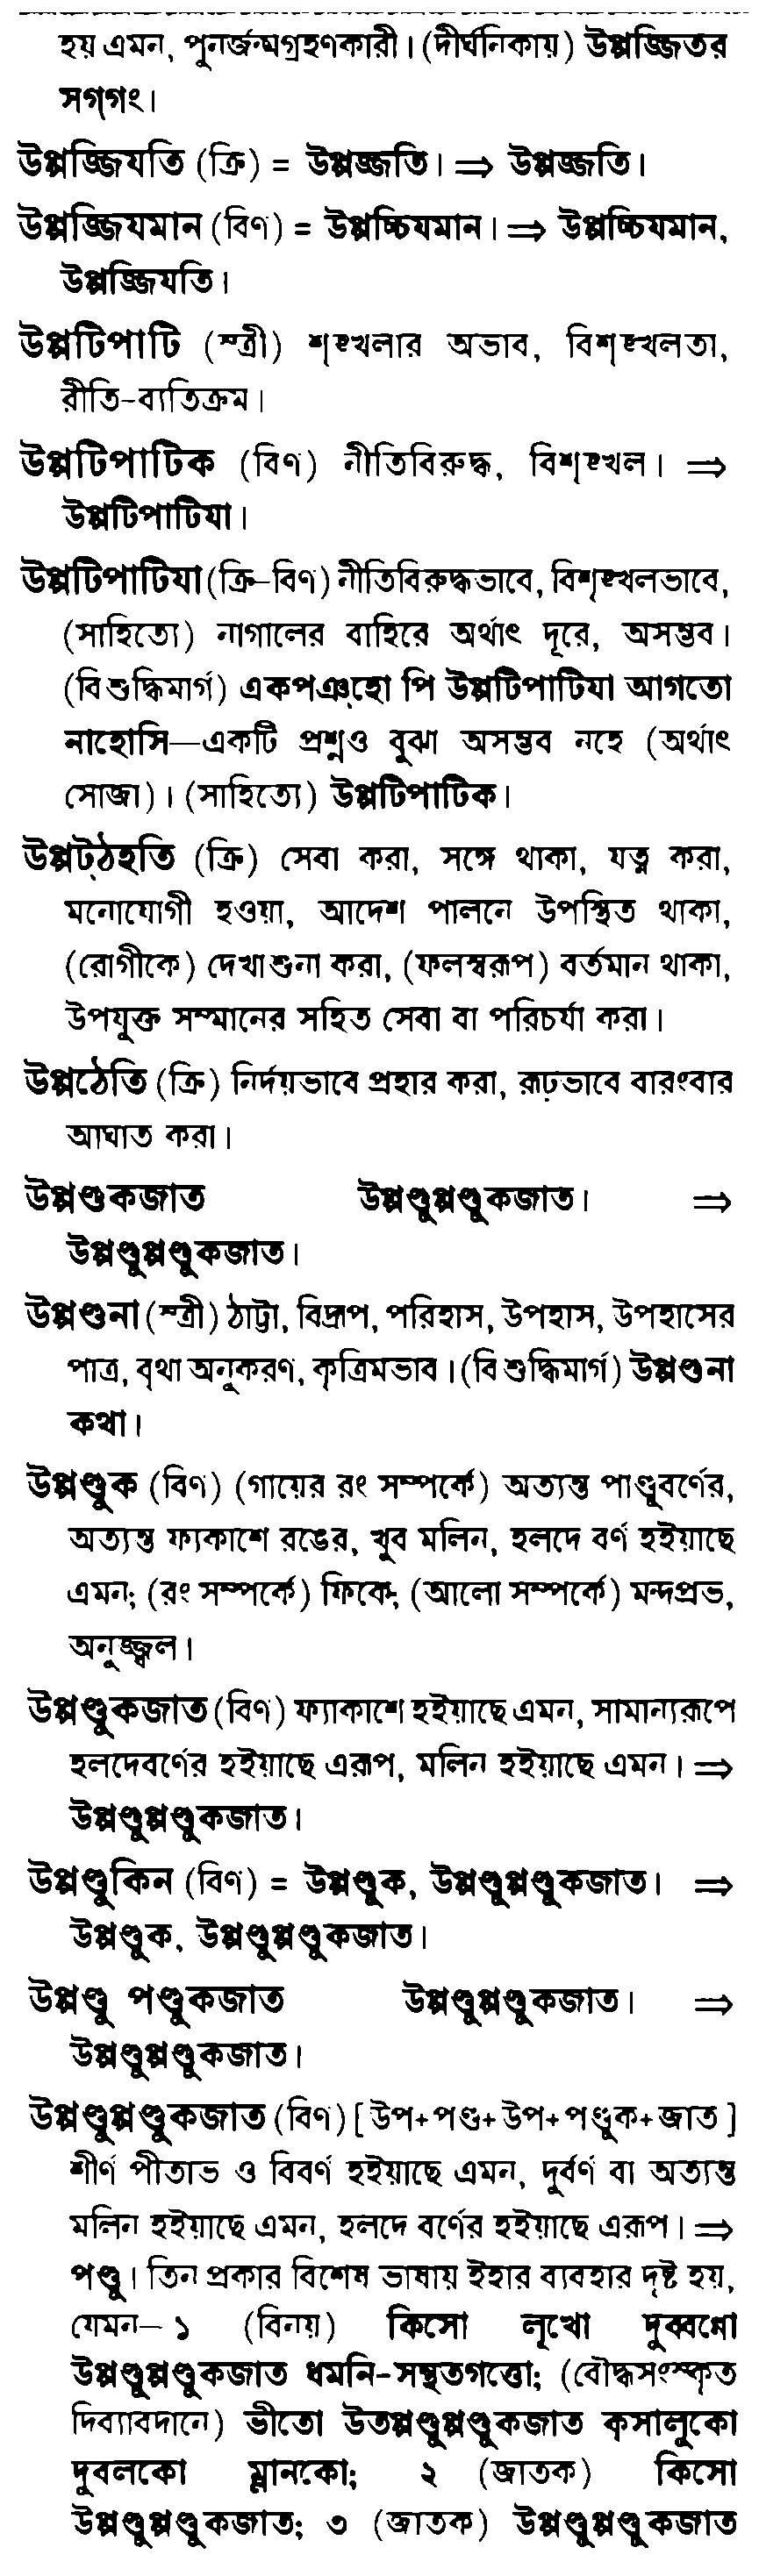 হয় এমন, পুনর্জন্মগ্রহণকারী। (দীর্ঘনিকায়) উপ্পজ্জিতর
সগ্গং।
উপ্পজ্জিযতি (ক্রি) = উপ্পজ্জতি। ⇒ উপ্পজ্জতি।
উপ্পজ্জিযমান (বিণ) = উপ্পচ্চিযমান। ⇒ উপ্পচ্চিযমান,
উপ্পজ্জিযতি।
উপ্পটিপাটি (স্ত্রী) শৃঙ্খলার অভাব, বিশৃঙ্খলতা,
রীতি-ব্যতিক্রম।
উপ্পটিপাটিক (বিণ) নীতিবিরুদ্ধ, বিশৃঙ্খল। ⇒
উপ্পটিপাটিযা।
উপ্পটিপাটিযা (ক্রি-বিণ) নীতিবিরুদ্ধভাবে, বিশৃঙ্খলভাবে,
(সাহিত্যে) নাগালের বাহিরে অর্থাৎ দূরে, অসম্ভব।
(বিশুদ্ধিমার্গ) একপঞ্হো পি উপ্পটিপাটিযা আগতো
নাহোসি—একটি প্রশ্নও বুঝা অসম্ভব নহে (অর্থাৎ
সোজা)। (সাহিত্যে) উপ্পটিপাটিক।
উপ্পট্ঠহতি (ক্রি) সেবা করা, সঙ্গে থাকা, যত্ন করা,
মনোযোগী হওয়া, আদেশ পালনে উপস্থিত থাকা,
(রোগীকে) দেখাশুনা করা, (ফলস্বরূপ) বর্তমান থাকা,
উপযুক্ত সম্মানের সহিত সেবা বা পরিচর্যা করা।
উপ্পঠেতি (ক্রি) নির্দয়ভাবে প্রহার করা, রূঢ়ভাবে বারংবার
আঘাত করা।
উপ্পণ্ডকজাত উপ্পণ্ডুপ্পণ্ডুকজাত। ⇒
উপ্পণ্ডুপ্পণ্ডুকজাত।
উপ্পণ্ডনা (স্ত্রী) ঠাট্টা, বিদ্রূপ, পরিহাস, উপহাস, উপহাসের
পাত্র, বৃথা অনুকরণ, কৃত্রিমভাব। (বিশুদ্ধিমার্গ) উপ্পণ্ডনা
কথা।
উপ্পণ্ডুক (বিণ) (গায়ের রং সম্পর্কে) অত্যন্ত পাণ্ডুবর্ণের,
অত্যন্ত ফ্যকাশে রঙের, খুব মলিন, হলদে বর্ণ হইয়াছে
এমন; (রং সম্পর্কে) ফিকে; (আলো সম্পর্কে) মন্দপ্রভ,
অনুজ্জ্বল।
উপ্পণ্ডুকজাত (বিণ) ফ্যাকাশে হইয়াছে এমন, সামান্যরূপে
হলদেবর্ণের হইয়াছে এরূপ, মলিন হইয়াছে এমন। ⇒
উপ্পণ্ডুপ্পণ্ডুকজাত।
উপ্পণ্ডুকিন (বিণ) = উপ্পণ্ডুক, উপ্পণ্ডুপ্পণ্ডুকজাত। ⇒
উপ্পণ্ডুক, উপ্পণ্ডুপ্পণ্ডুকজাত।
উপ্পণ্ডু পণ্ডুকজাত উপ্পণ্ডুপ্পণ্ডুকজাত। ⇒
উপ্পণ্ডুপ্পণ্ডুকজাত।
উপ্পণ্ডুপ্পণ্ডুকজাত (বিণ) [উপ+পণ্ড+উপ+পণ্ডুক+জাত]
শীর্ণ পীতাভ ও বিবর্ণ হইয়াছে এমন, দুর্বর্ণ বা অত্যন্ত
মলিন হইয়াছে এমন, হলদে বর্ণের হইয়াছে এরূপ। ⇒
পণ্ডু। তিন প্রকার বিশেষ ভাষায় ইহার ব্যবহার দৃষ্ট হয়,
যেমন- ১ (বিনয়) কিসো লূখো দুব্বণ্ণো
উপ্পণ্ডুপ্পণ্ডুকজাত ধমনি-সন্থতগত্তো; (বৌদ্ধসংস্কৃত
দিব্যাবদানে) ভীতো উতপ্পণ্ডুপ্পণ্ডুকজাত কৃসালুকো
দুবলকো ম্লানকো; ২ (জাতক) কিসো
উপ্পণ্ডুপ্পণ্ডুকজাত; ৩ (জাতক) উপ্পণ্ডুপ্পণ্ডুকজাত